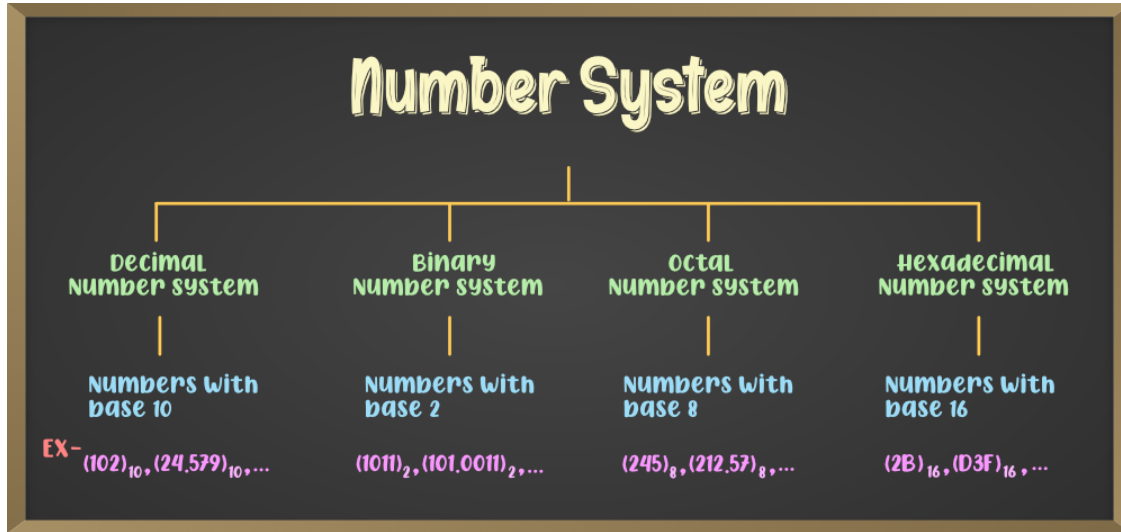 Number System
Decimal
Number system
Binary
Number system
Octal
Number system
Hexadecimal
Number system
Numbers with
base 10
Numbers with
base 2
Numbers with
base 8
Numbers with
base 16
EX-
(102)₁₀, (24.579)₁₀,...
(1011)₂, (101.0011)₂,...
(245)₈, (212.57)₈,...
(2B)₁₆, (D3F)₁₆, ...